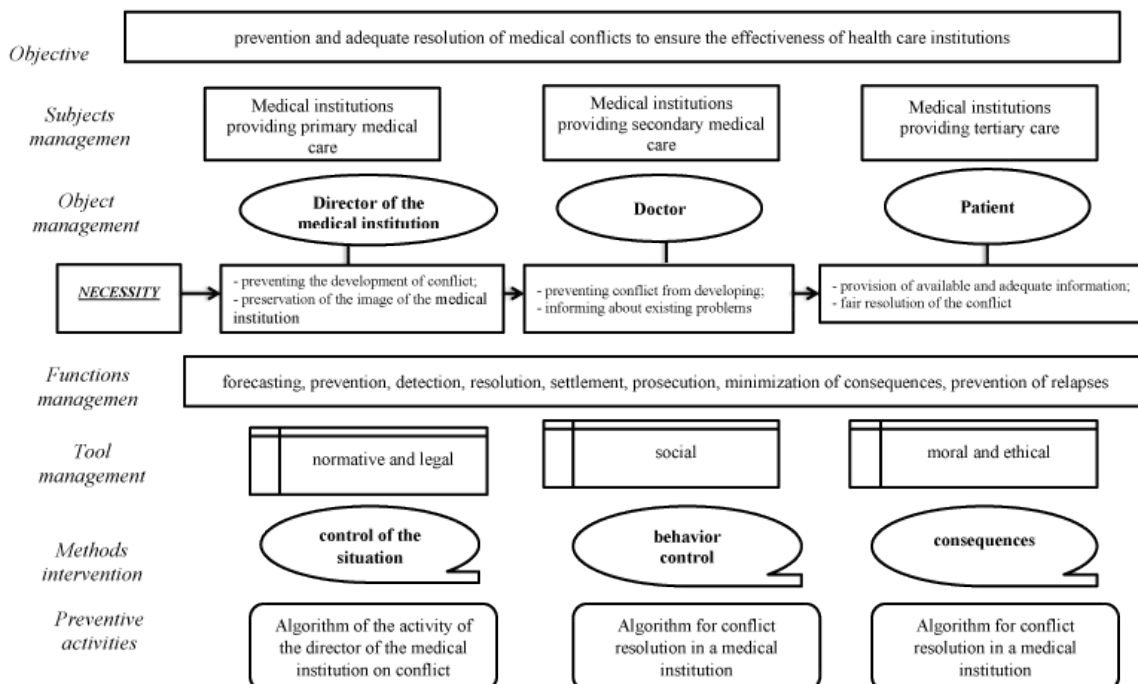 prevention and adequate resolution of medical conflicts to ensure the effectiveness of health care institutions
Objective
Subjects
managemen
Medical institutions
providing primary medical
care
Medical institutions
providing secondary medical
care
Medical institutions
providing tertiary care
Object
management
Director of the
medical institution
Doctor
Patient
NECESSITY
- preventing the development of conflict;
- preservation of the image of the medical
institution
- preventing conflict from developing;
- informing about existing problems
- provision of available and adequate information;
- fair resolution of the conflict
Functions
managemen
forecasting, prevention, detection, resolution, settlement, prosecution, minimization of consequences, prevention of relapses
Tool
management
normative and legal
social
moral and ethical
Methods
intervention
control of the
situation
behavior
control
consequences
Preventive
activities
Algorithm of the activity of
the director of the medical
institution on conflict
Algorithm for conflict
resolution in a medical
institution
Algorithm for conflict
resolution in a medical
institution